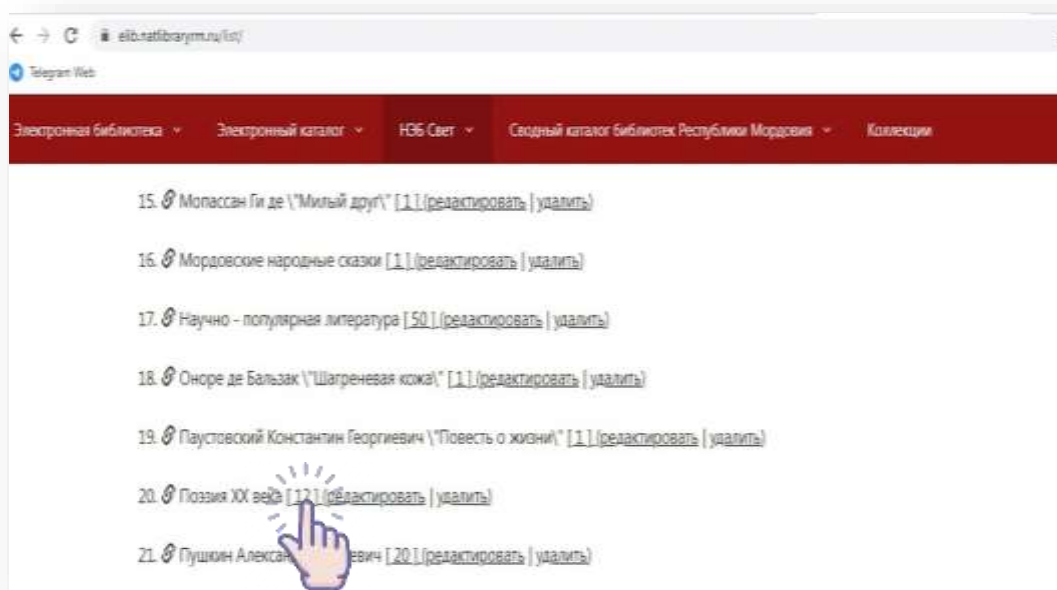 elib.natlibraryrm.ru/list/
Telegram Web
Электронная библиотека Электронный каталог НЭБ Свет Сводный каталог библиотек Республики Мордовия Коллекции
15. Мопассан Ги де \"Милый друг\" [ 1 ] (редактировать | удалить)
16. Мордовские народные сказки [ 1 ] (редактировать | удалить)
17. Научно - популярная литература [ 50 ] (редактировать | удалить)
18. Оноре де Бальзак \"Шагреневая кожа\" [ 1 ] (редактировать | удалить)
19. Паустовский Константин Георгиевич \"Повесть о жизни\" [ 1 ] (редактировать | удалить)
20. Поэзия XX века [ 12 ] (редактировать | удалить)
21. Пушкин [ 20 ] (редактировать | удалить)